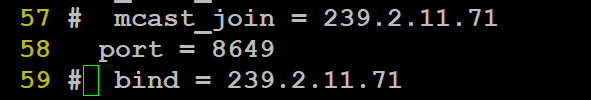 57 #  mcast_join = 239.2.11.71
58   port = 8649
59 #  bind = 239.2.11.71